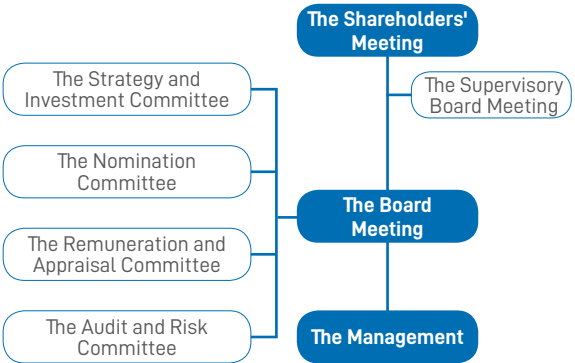 The Shareholders'
Meeting
The Strategy and
Investment Committee
The Supervisory
Board Meeting
The Nomination
Committee
The Board
Meeting
The Remuneration and
Appraisal Committee
The Audit and Risk
Committee
The Management